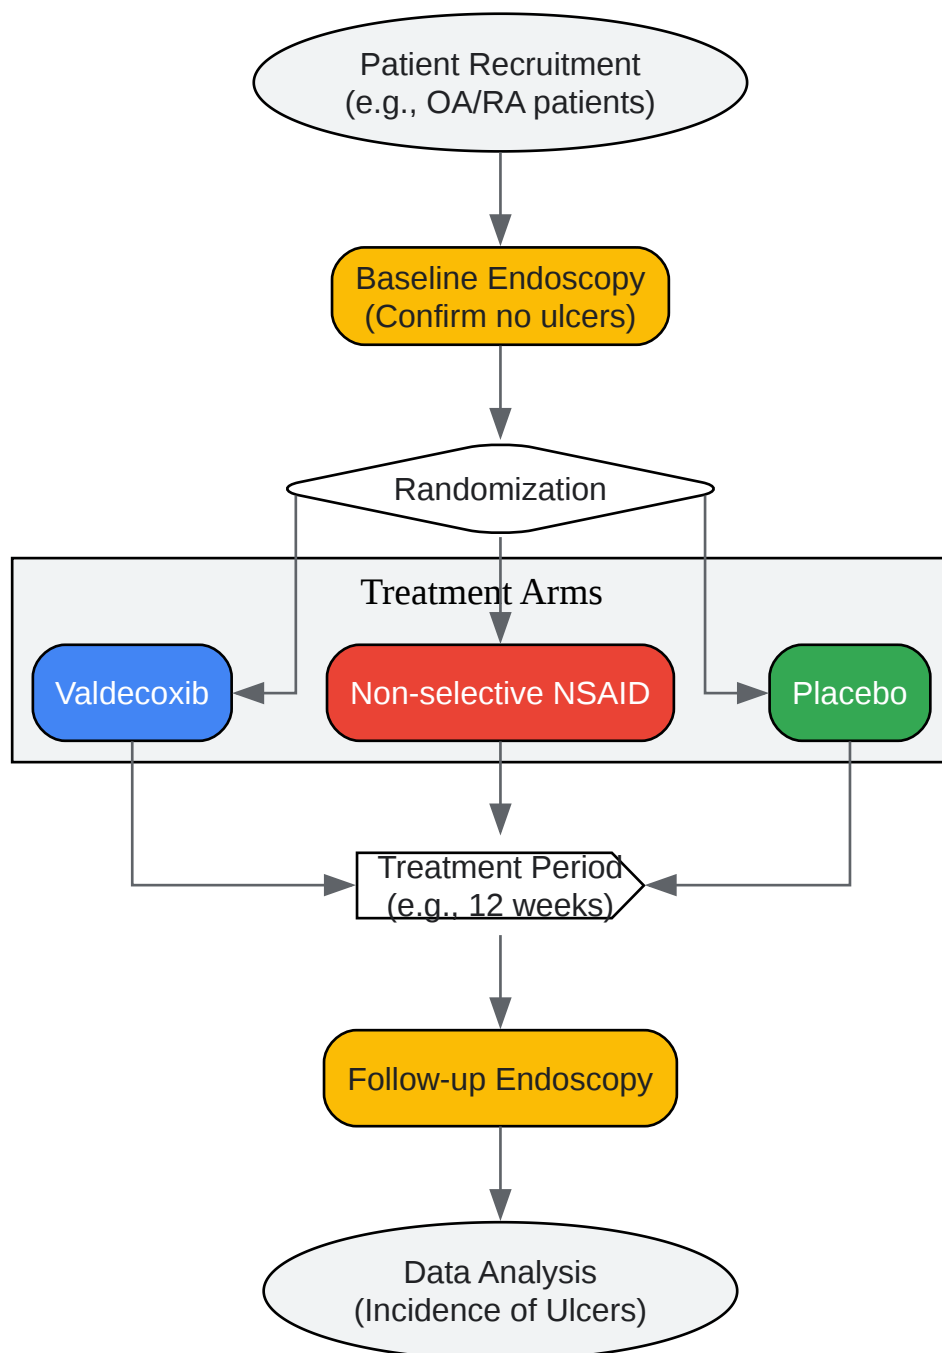 Patient Recruitment
(e.g., OA/RA patients)
Baseline Endoscopy
(Confirm no ulcers)
Randomization
Treatment Arms
Valdecoxib
Non-selective NSAID
Placebo
Treatment Period
(e.g., 12 weeks)
Follow-up Endoscopy
Data Analysis
(Incidence of Ulcers)